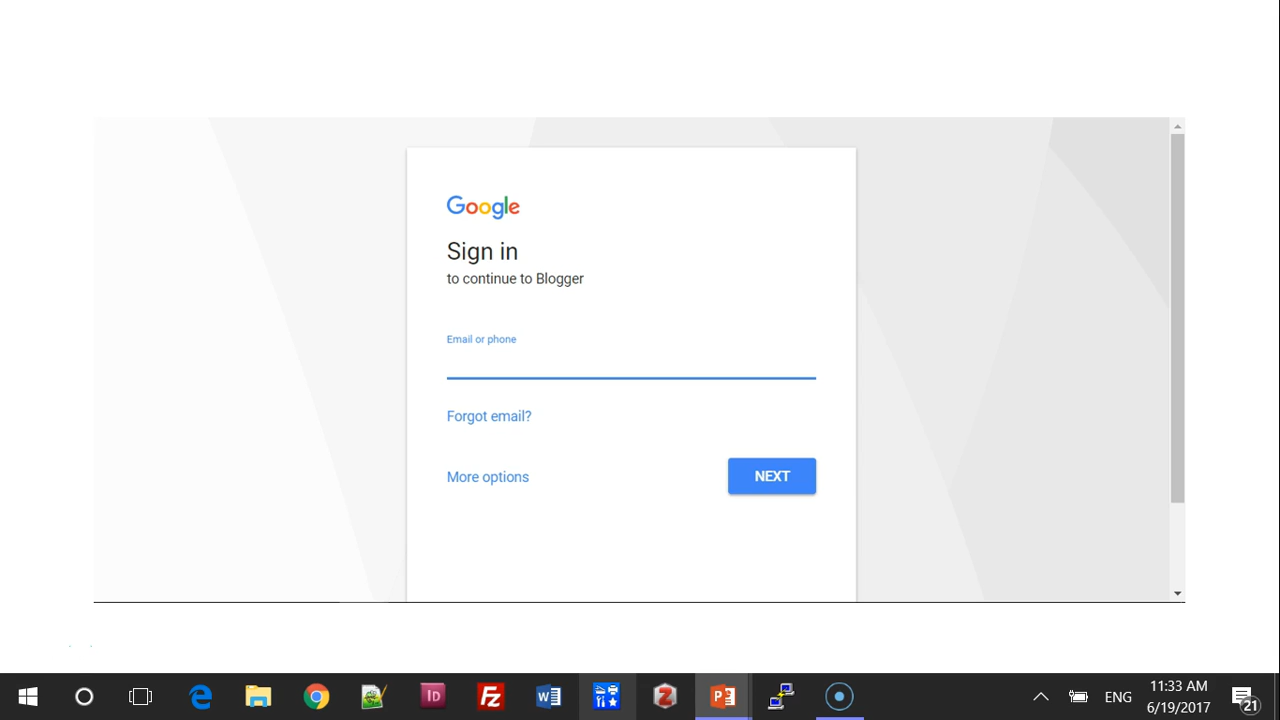 Google
Sign in
to continue to Blogger
Email or phone
Forgot email?
More options
NEXT
ENG
11:33 AM
6/19/2017
21